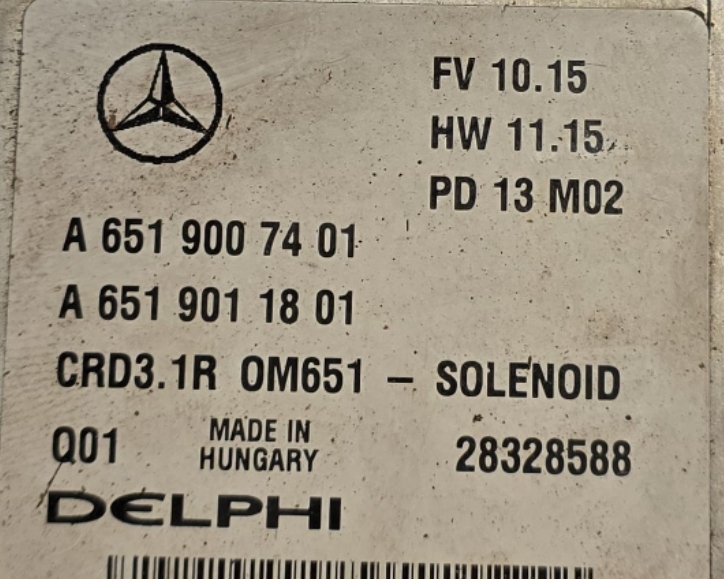 FV 10.15
HW 11.15
PD 13 M02
A 651 900 74 01
A 651 901 18 01
CRD3.1R OM651 – SOLENOID
Q01
MADE IN
HUNGARY
28328588
DELPHI